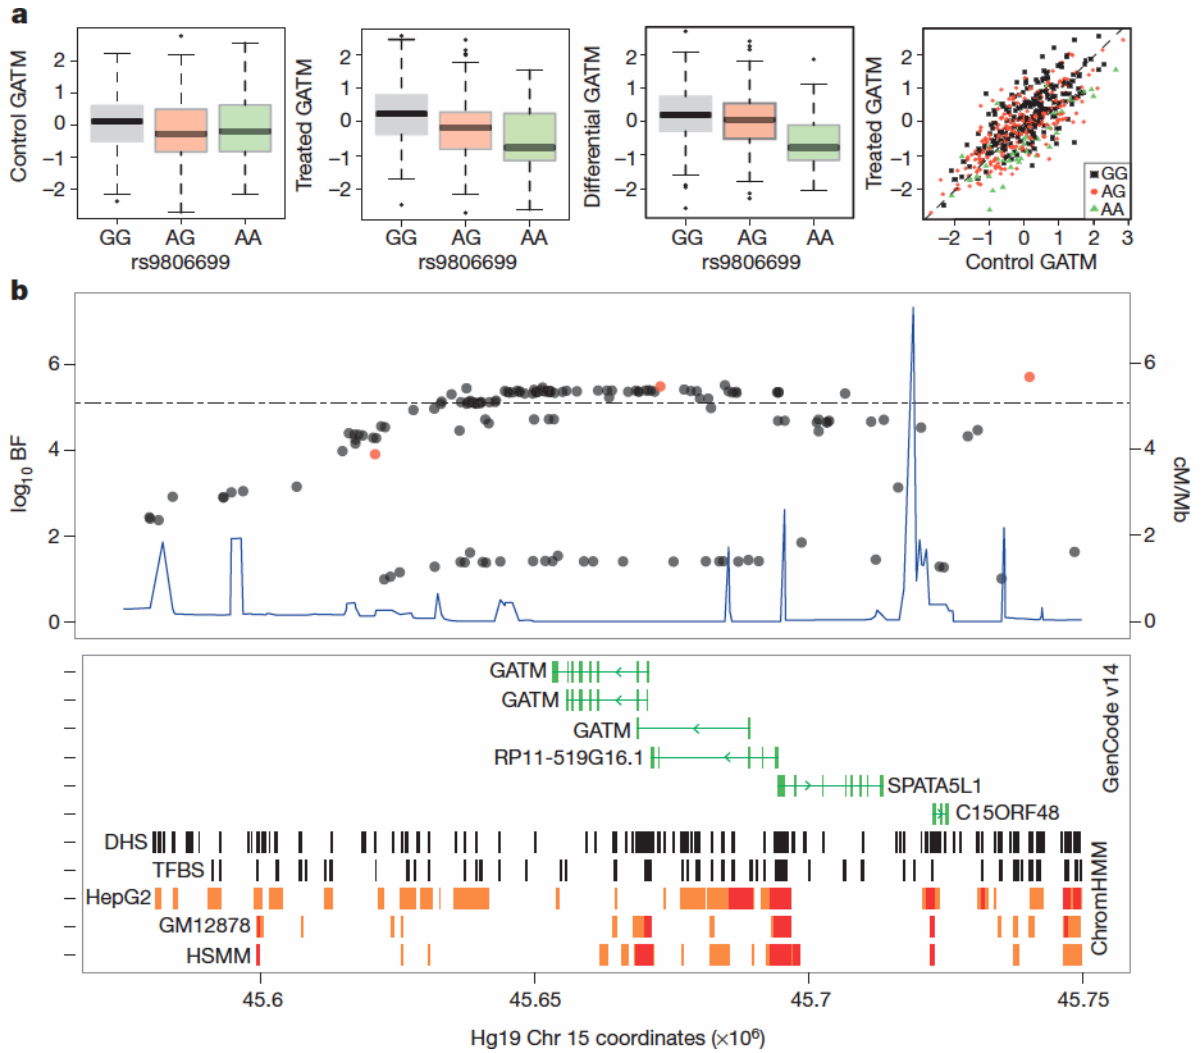 a
Control GATM
2
1
0
−1
−2
GG AG AA
rs9806699
Treated GATM
2
1
0
−1
−2
GG AG AA
rs9806699
Differential GATM
2
1
0
−1
−2
GG AG AA
rs9806699
Treated GATM
2
1
0
−1
−2
GG
AG
AA
−2 −1 0 1 2 3
Control GATM
b
log10 BF
6
4
2
0
6
4
2
0
cM/Mb
GATM
GATM
GATM
RP11-519G16.1
SPATA5L1
C15ORF48
GenCode v14
DHS
TFBS
HepG2
GM12878
HSMM
ChromHMM
45.6 45.65 45.7 45.75
Hg19 Chr 15 coordinates (×10⁶)